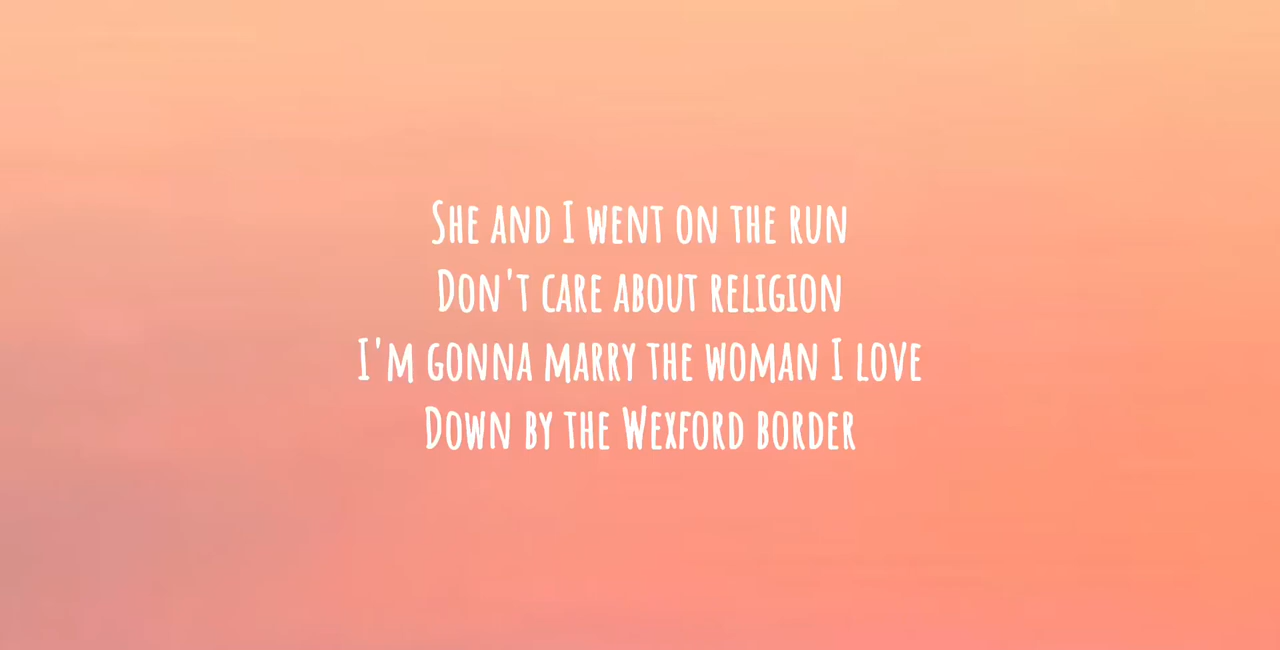 She and I went on the run
Don't care about religion
I'm gonna marry the woman I love
Down by the Wexford border